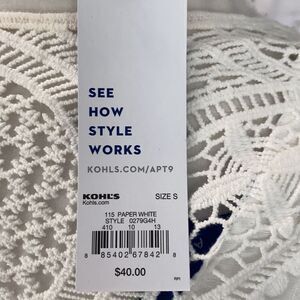 SEE
HOW
STYLE
WORKS
KOHLS.COM/APT9
KOHL'S SIZE S
Kohls.com
115 PAPER WHITE
STYLE 0279G4H
410 10 13
8 85402 67842 8
$40.00